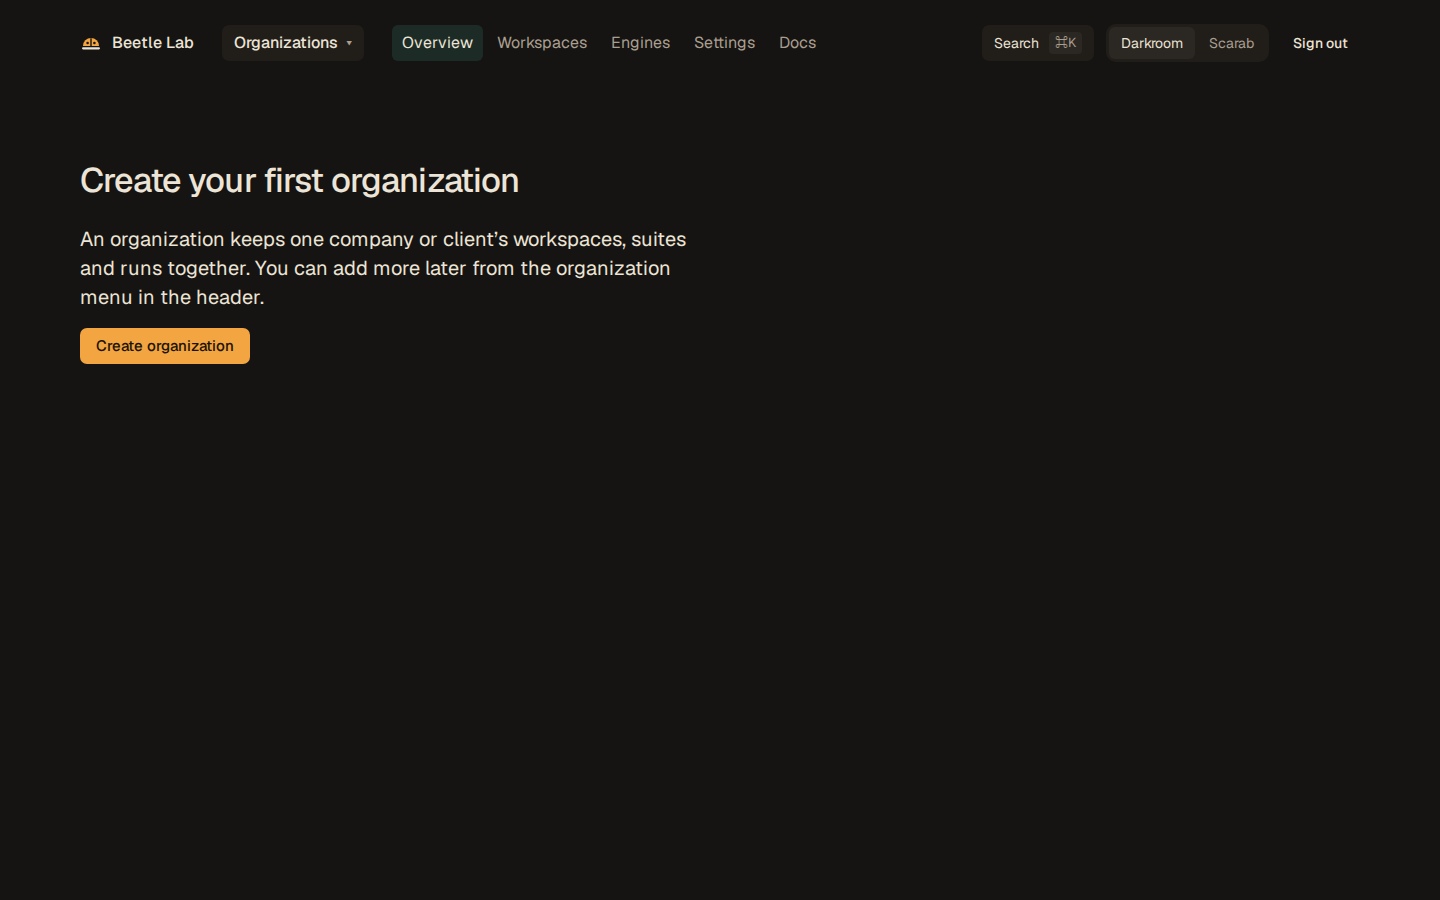 Beetle Lab Organizations Overview Workspaces Engines Settings Docs Search ⌘K Darkroom Scarab Sign out
Create your first organization
An organization keeps one company or client’s workspaces, suites
and runs together. You can add more later from the organization
menu in the header.
Create organization